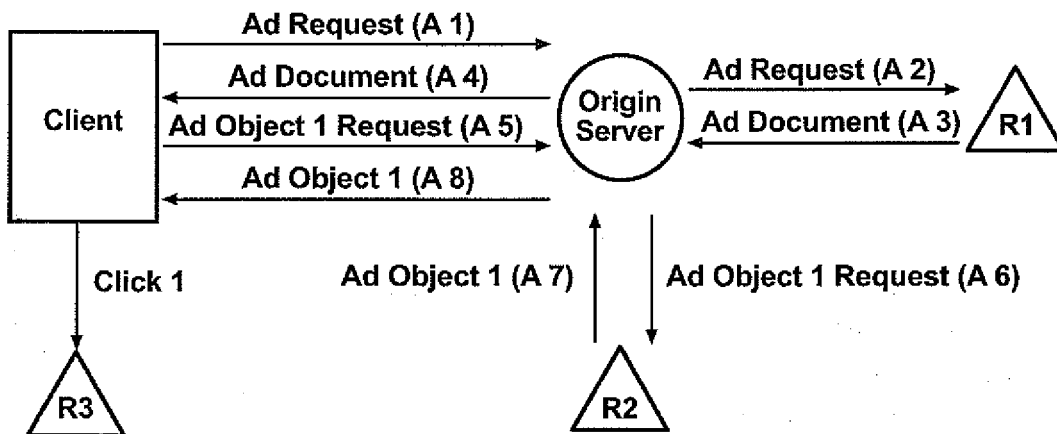 Ad Request (A 1)
Ad Document (A 4)
Client
Ad Object 1 Request (A 5)
Ad Object 1 (A 8)
Origin
Server
Ad Request (A 2)
Ad Document (A 3)
R1
Click 1
Ad Object 1 (A 7)
Ad Object 1 Request (A 6)
R3
R2